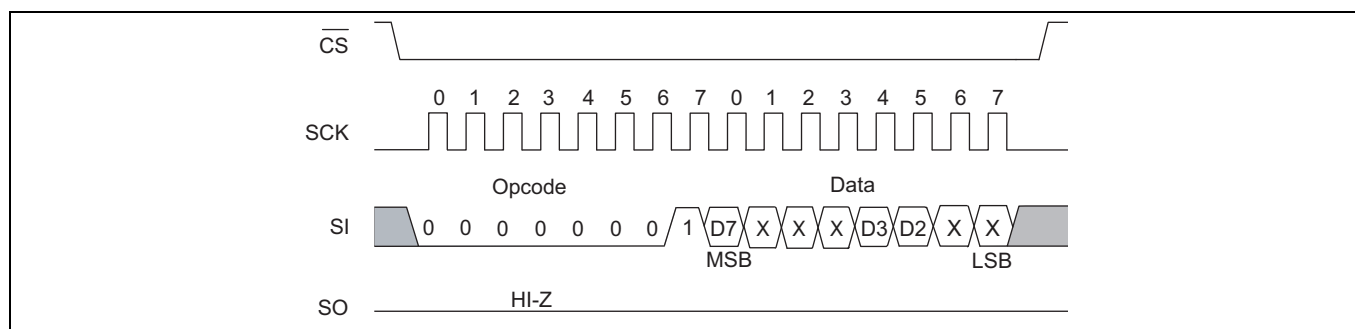 CS
0 1 2 3 4 5 6 7 0 1 2 3 4 5 6 7
SCK
Opcode Data
SI 0 0 0 0 0 0 0 1 D7 X X X D3 D2 X X
MSB LSB
HI-Z
SO